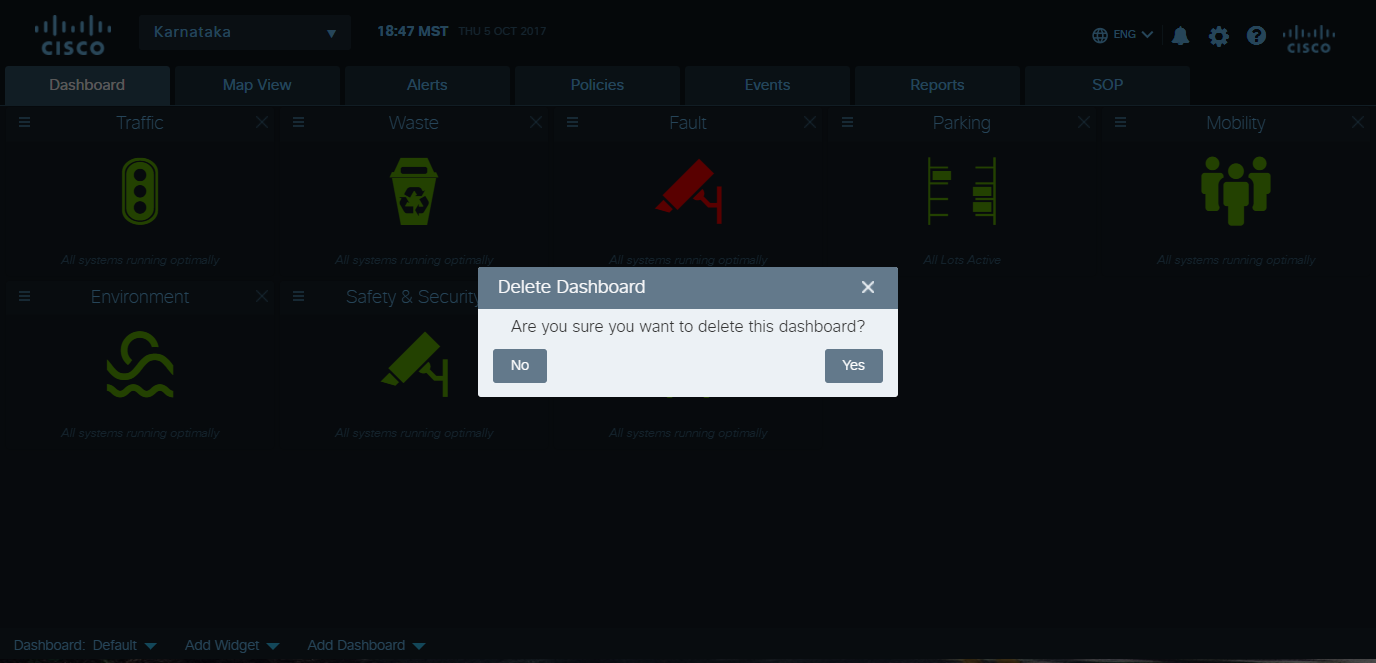 CISCO
Karnataka
18:47 MST THU 5 OCT 2017
ENG
CISCO
Dashboard Map View Alerts Policies Events Reports SOP
Traffic Waste Fault Parking Mobility
All systems running optimally All systems running optimally All systems running optimally All Lots Active All systems running optimally
Environment Safety & Security
Delete Dashboard
Are you sure you want to delete this dashboard?
No Yes
All systems running optimally All systems running optimally All systems running optimally
Dashboard: Default Add Widget Add Dashboard